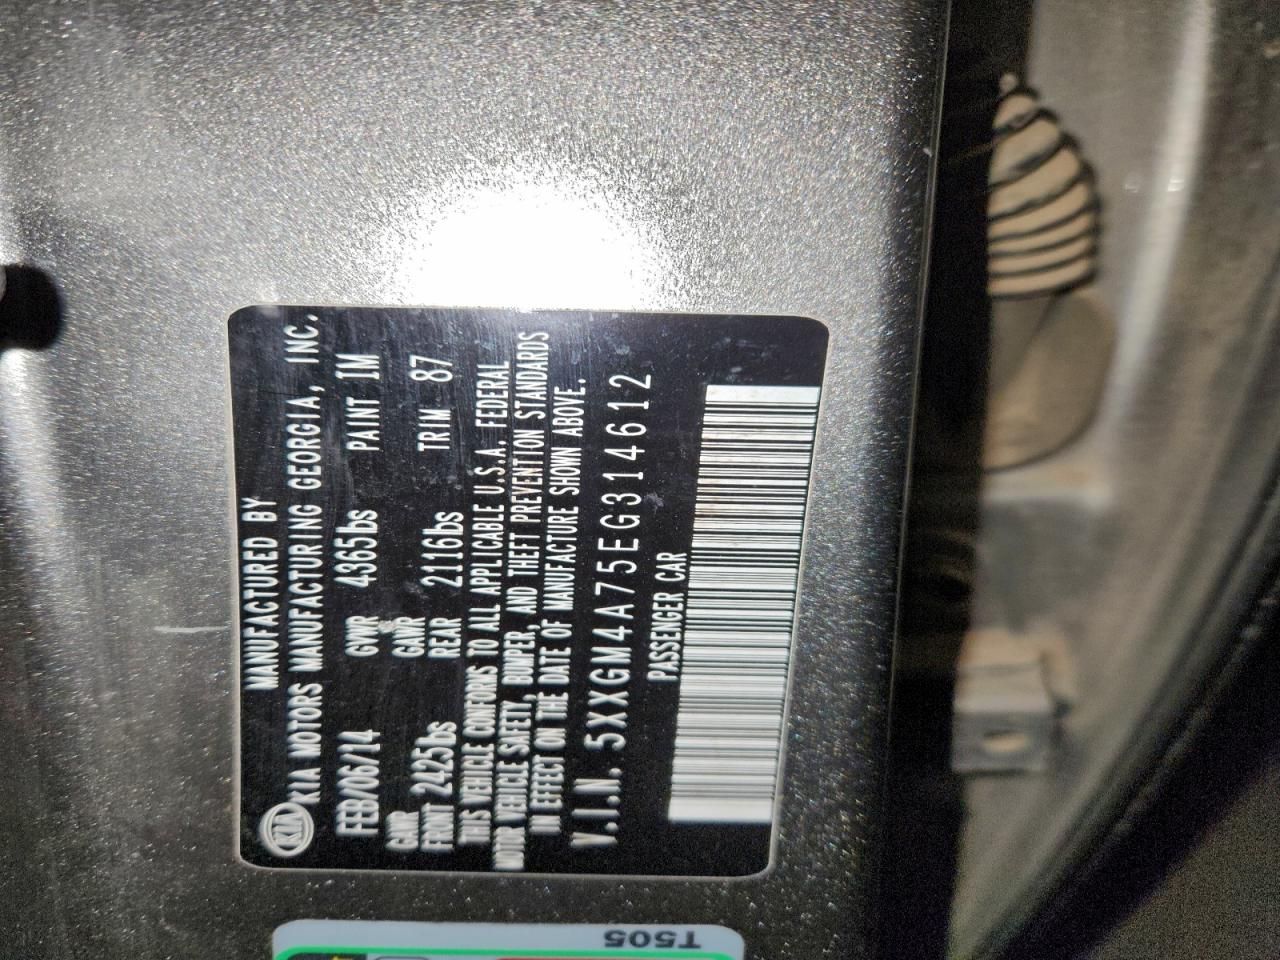 MANUFACTURED BY
KIA KIA MOTORS MANUFACTURING GEORGIA, INC.
FEB/06/14 GVWR 4365lbs PAINT IM
GAWR FRONT 2425lbs GAWR REAR 2116lbs TRIM 87
THIS VEHICLE CONFORMS TO ALL APPLICABLE U.S.A. FEDERAL
MOTOR VEHICLE SAFETY, BUMPER, AND THEFT PREVENTION STANDARDS
IN EFFECT ON THE DATE OF MANUFACTURE SHOWN ABOVE.
V.I.N. 5XXGM4A75EG314612
PASSENGER CAR
T505